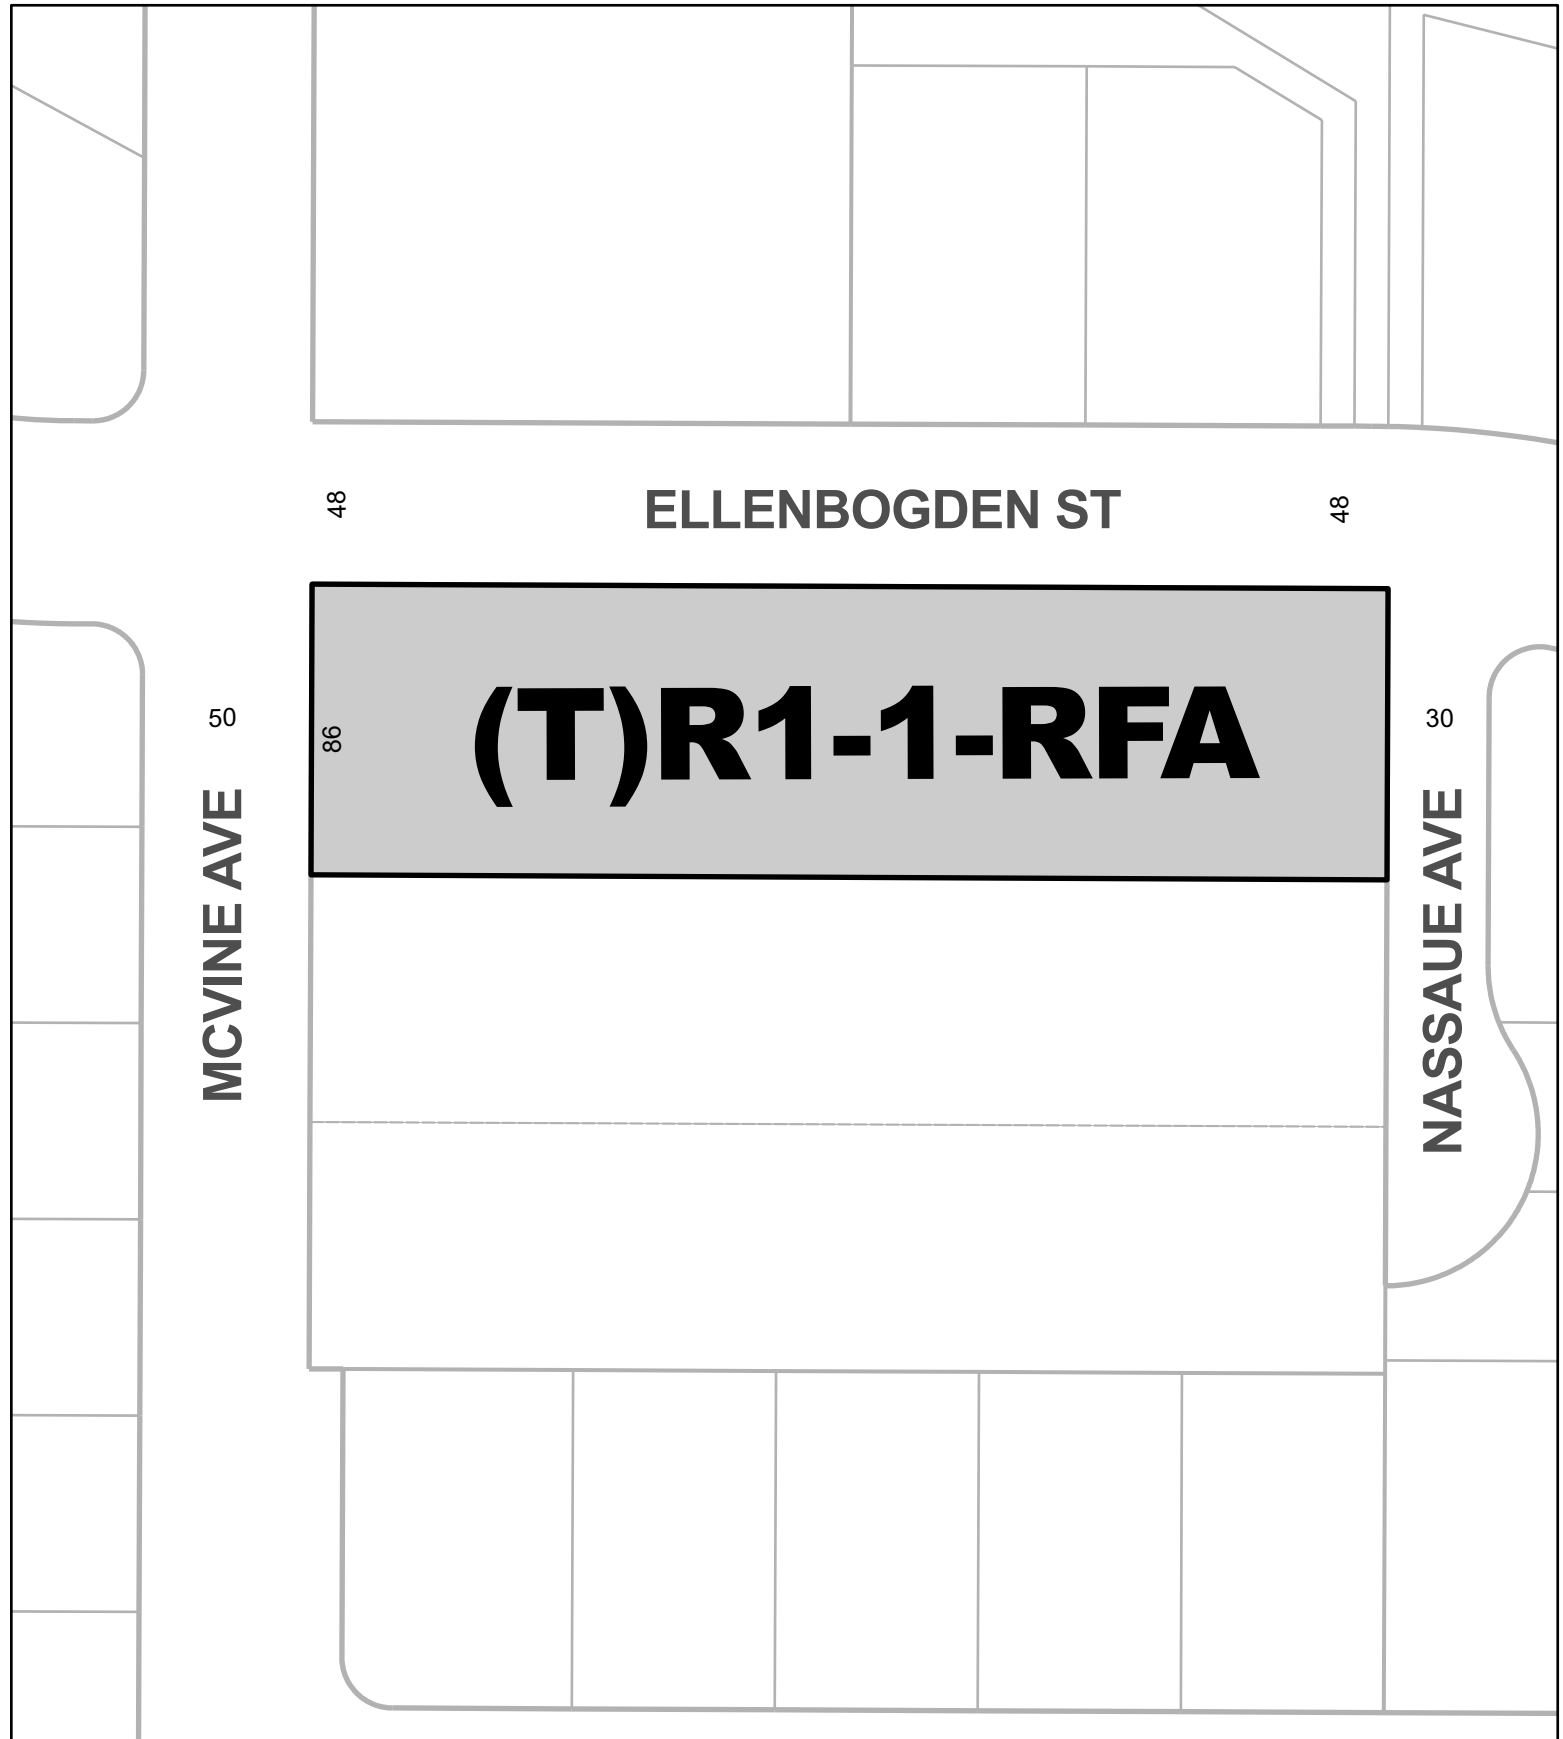 48
ELLENBOGDEN ST
48
50
86
(T)R1-1-RFA
30
MCVINE AVE
NASSAUE AVE